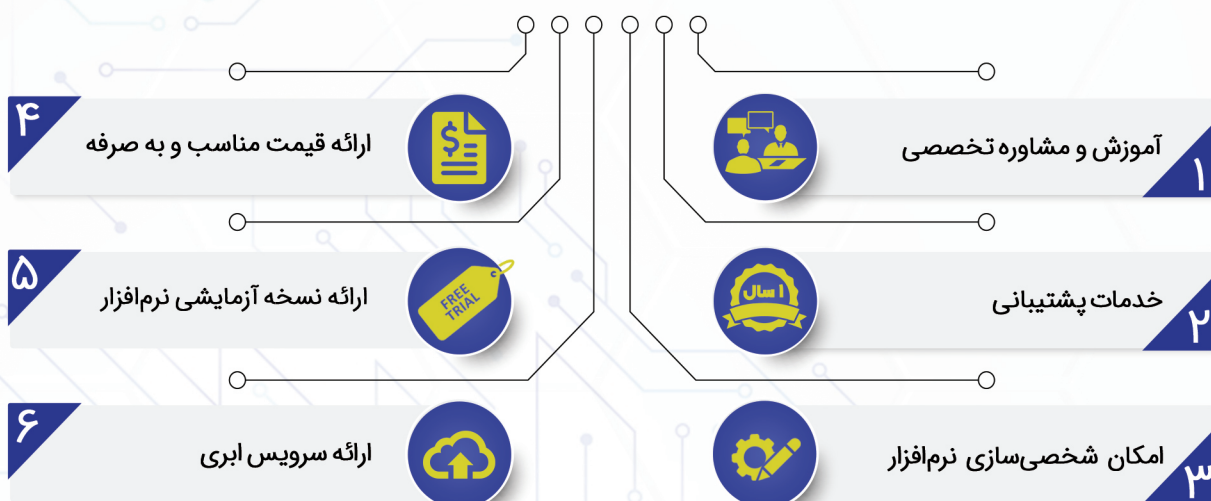 ۱
آموزش و مشاوره تخصصی
۲
۱ سال
خدمات پشتیبانی
۳
امکان شخصی‌سازی نرم‌افزار
۴
$
ارائه قیمت مناسب و به صرفه
۵
FREE
TRIAL
ارائه نسخه آزمایشی نرم‌افزار
۶
ارائه سرویس ابری